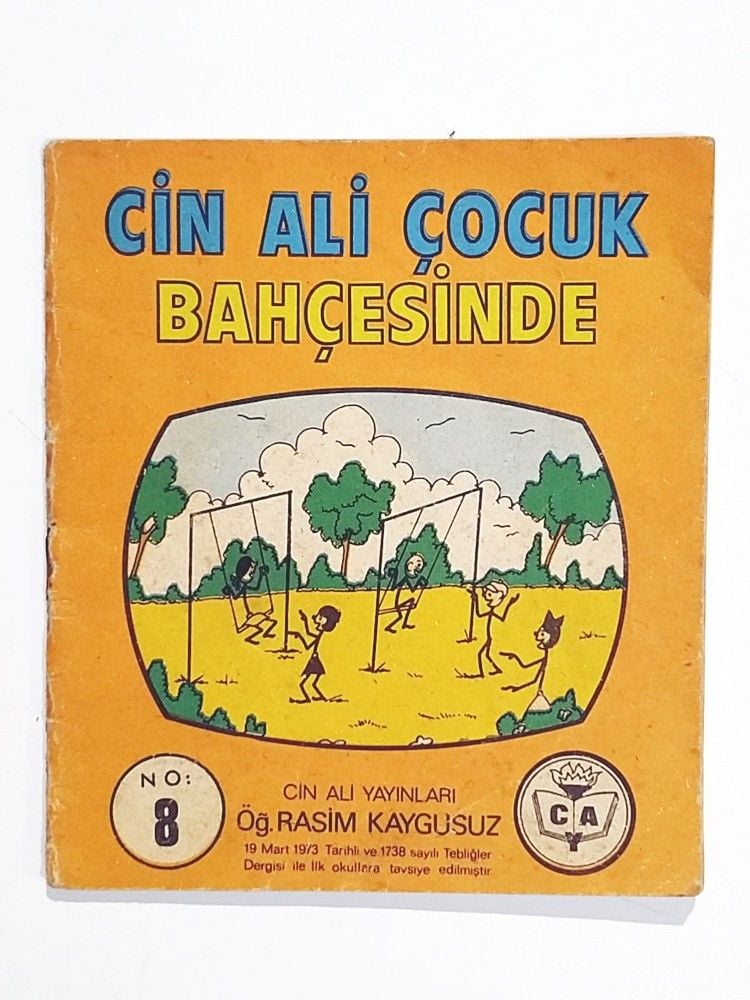 CİN ALİ ÇOCUK
BAHÇESİNDE
NO:
8
CİN ALİ YAYINLARI
Öğ. RASİM KAYGUSUZ
19 Mart 1973 Tarihli ve 1738 sayılı Tebliğler
Dergisi ile İlk okullara tavsiye edilmiştir
C A
Y